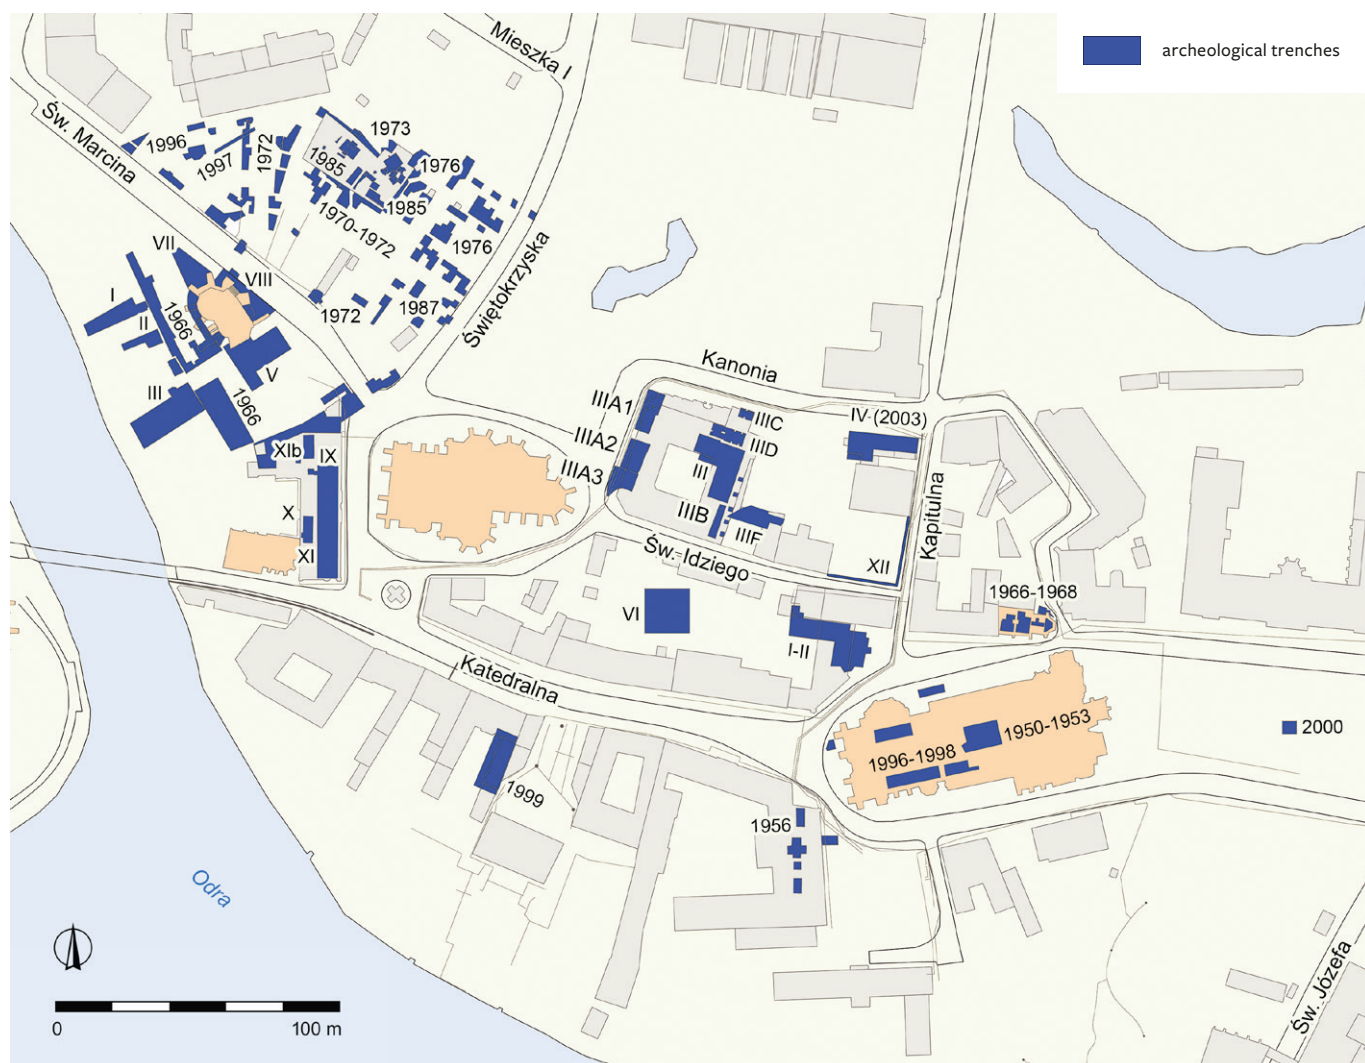 archeological trenches
Mieszka I
Św. Marcina
1996
1997
1972
1973
1985
1976
1985
1970-1972
1976
Świętokrzyska
VII
VIII
I
II
1966
1972
1987
V
III
1966
Kanonia
IIIA1
IIIC
IV (2003)
IIIA2
IIID
XIb
IX
IIIA3
III
Kapitulna
X
IIIB
IIIF
XI
Św. Idziego
XII
1966-1968
VI
I-II
Katedralna
1950-1953
2000
1996-1998
1999
1956
Odra
Św. Józefa
0
100 m